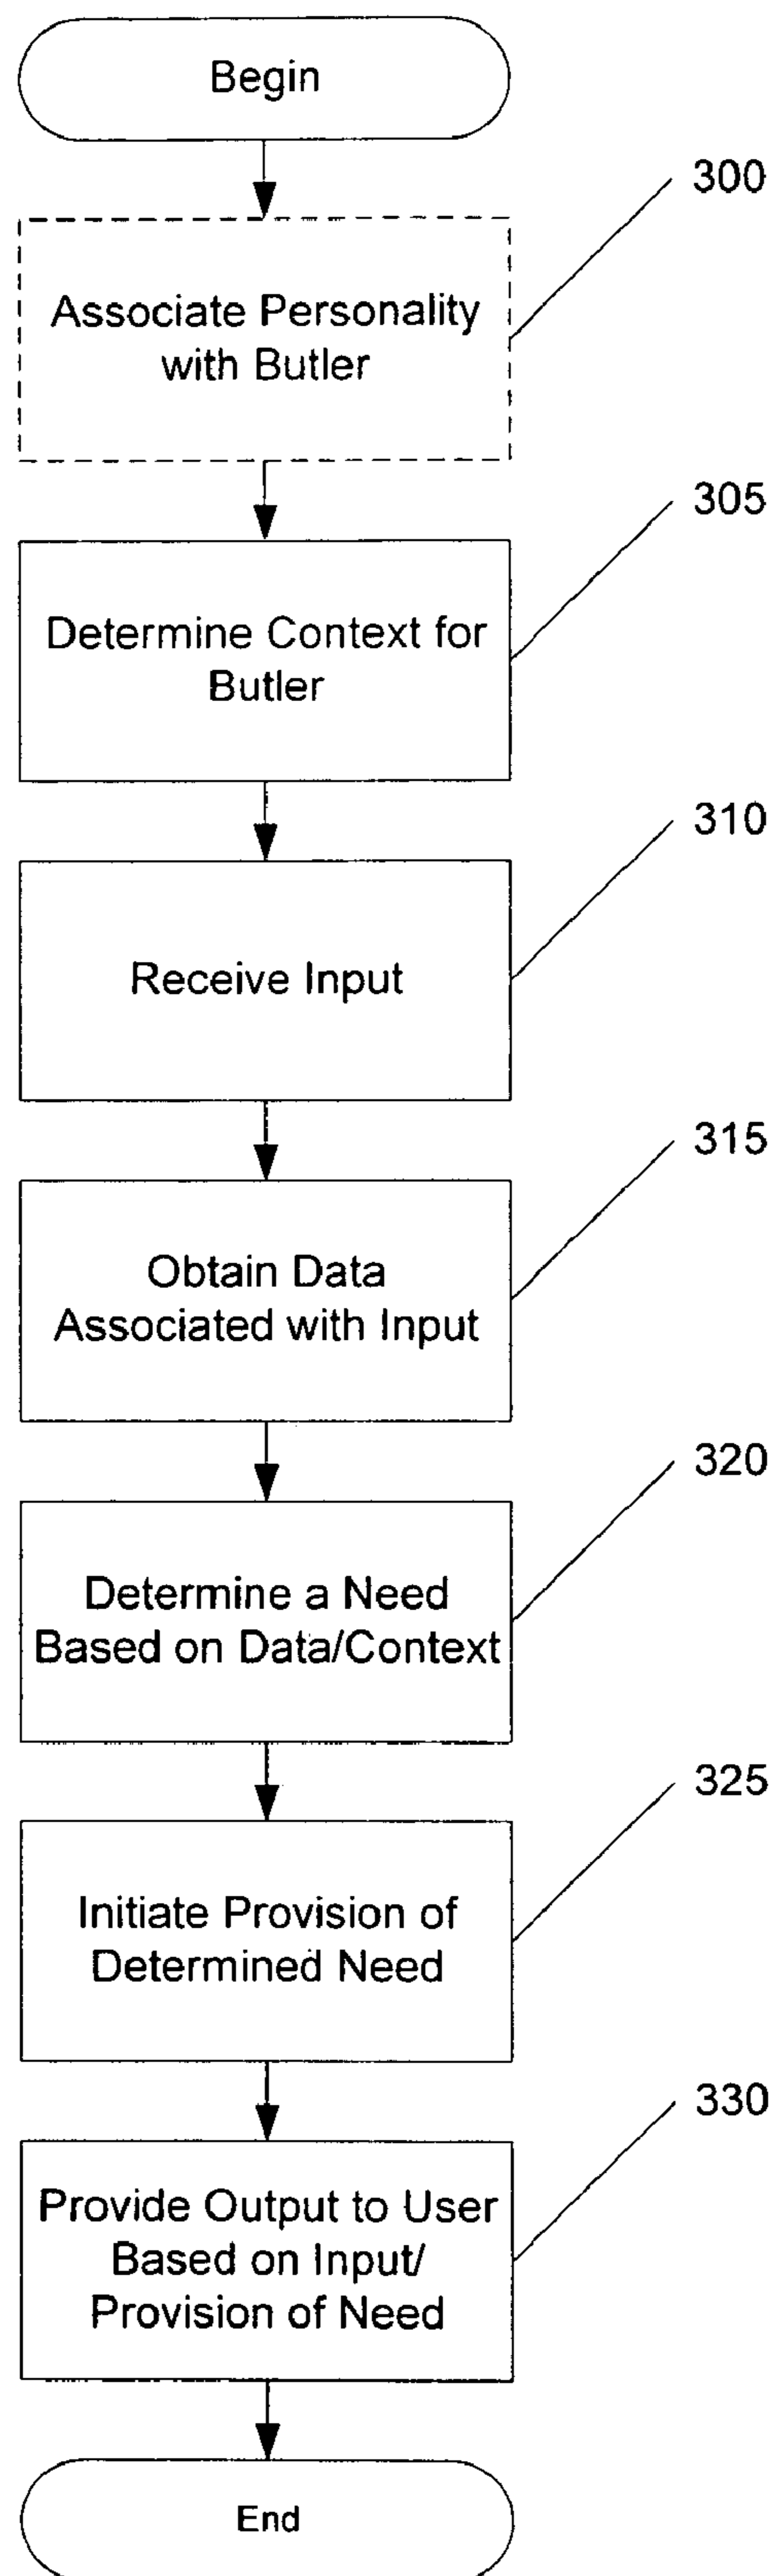 Begin
300
Associate Personality
with Butler
305
Determine Context for
Butler
310
Receive Input
315
Obtain Data
Associated with Input
320
Determine a Need
Based on Data/Context
325
Initiate Provision of
Determined Need
330
Provide Output to User
Based on Input/
Provision of Need
End